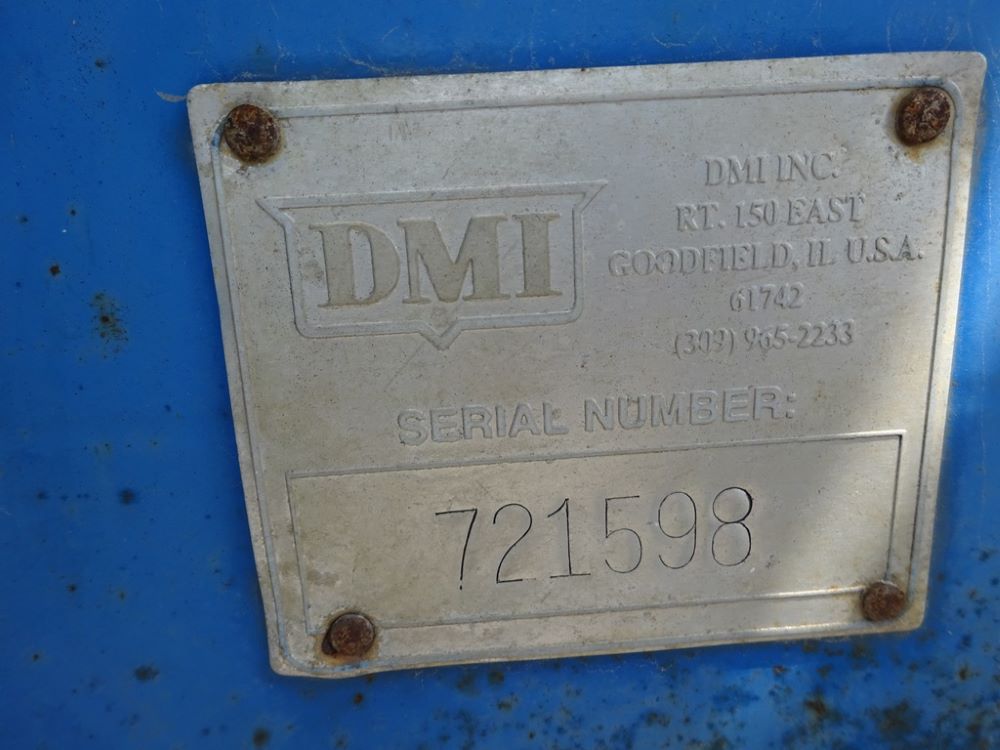 DMI
DMI INC.
RT. 150 EAST
GOODFIELD, IL U.S.A.
61742
(309) 965-2233
SERIAL NUMBER:
721598